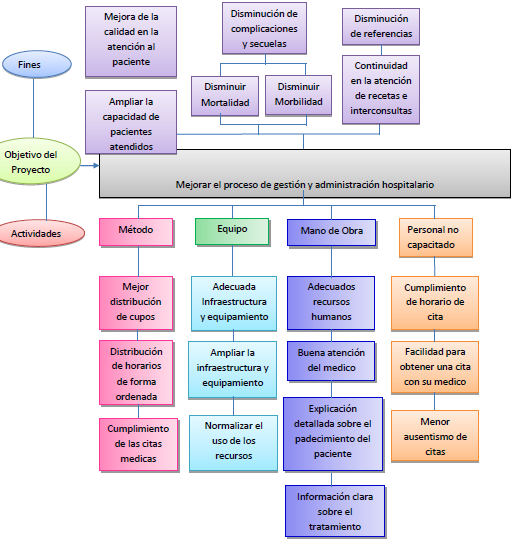 Mejora de la
calidad en la
atención al
paciente
Disminución de
complicaciones
y secuelas
Disminución
de referencias
Fines
Disminuir
Mortalidad
Disminuir
Morbilidad
Continuidad
en la atención
de recetas e
interconsultas
Ampliar la
capacidad de
pacientes
atendidos
Objetivo del
Proyecto
Mejorar el proceso de gestión y administración hospitalario
Actividades
Método
Equipo
Mano de Obra
Personal no
capacitado
Mejor
distribución
de cupos
Adecuada
Infraestructura
y equipamiento
Adecuados
recursos
humanos
Cumplimiento
de horario de
cita
Distribución
de horarios
de forma
ordenada
Ampliar la
infraestructura y
equipamiento
Buena atención
del medico
Facilidad para
obtener una cita
con su medico
Cumplimiento
de las citas
medicas
Normalizar el
uso de los
recursos
Explicación
detallada sobre el
padecimiento del
paciente
Menor
ausentismo de
citas
Información clara
sobre el
tratamiento